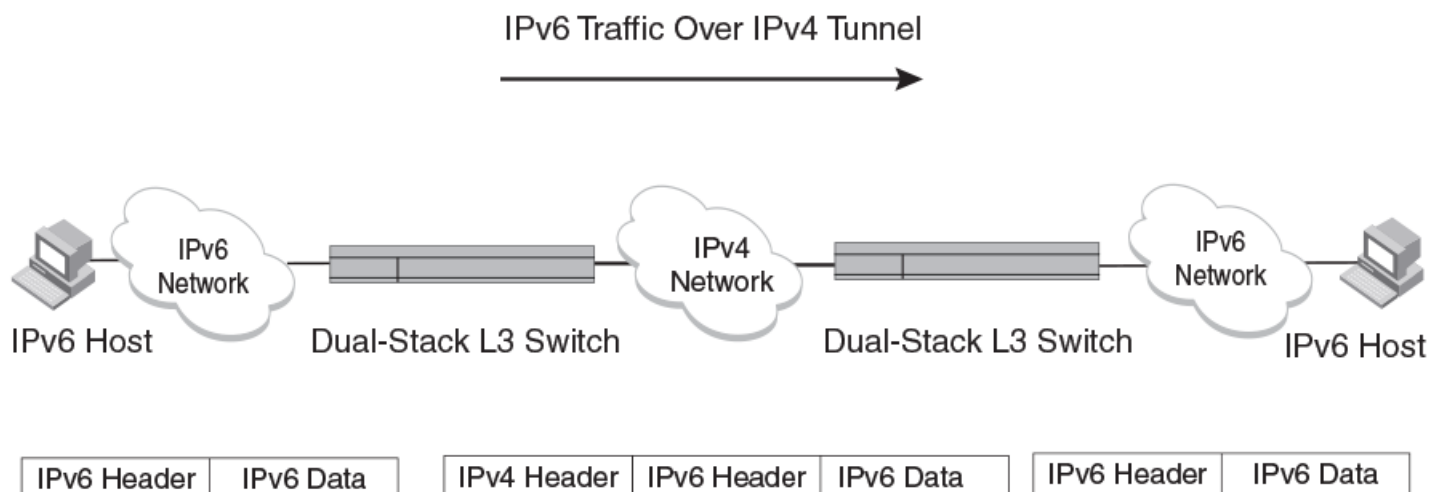 IPv6 Traffic Over IPv4 Tunnel
IPv6
Network
IPv4
Network
IPv6
Network
IPv6 Host
Dual-Stack L3 Switch
Dual-Stack L3 Switch
IPv6 Host
IPv6 Header IPv6 Data
IPv4 Header IPv6 Header IPv6 Data
IPv6 Header IPv6 Data